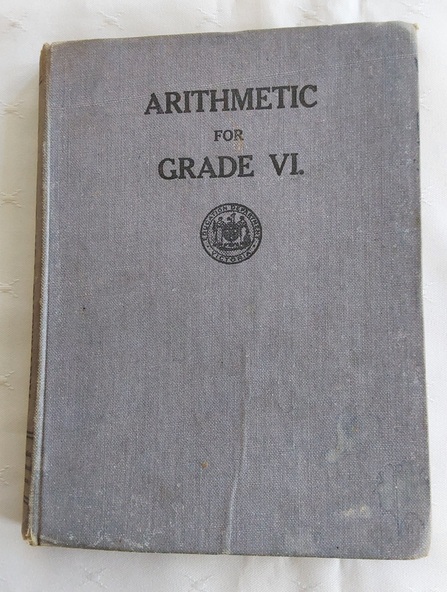 ARITHMETIC
FOR
GRADE VI.
EDUCATION DEPARTMENT
VICTORIA